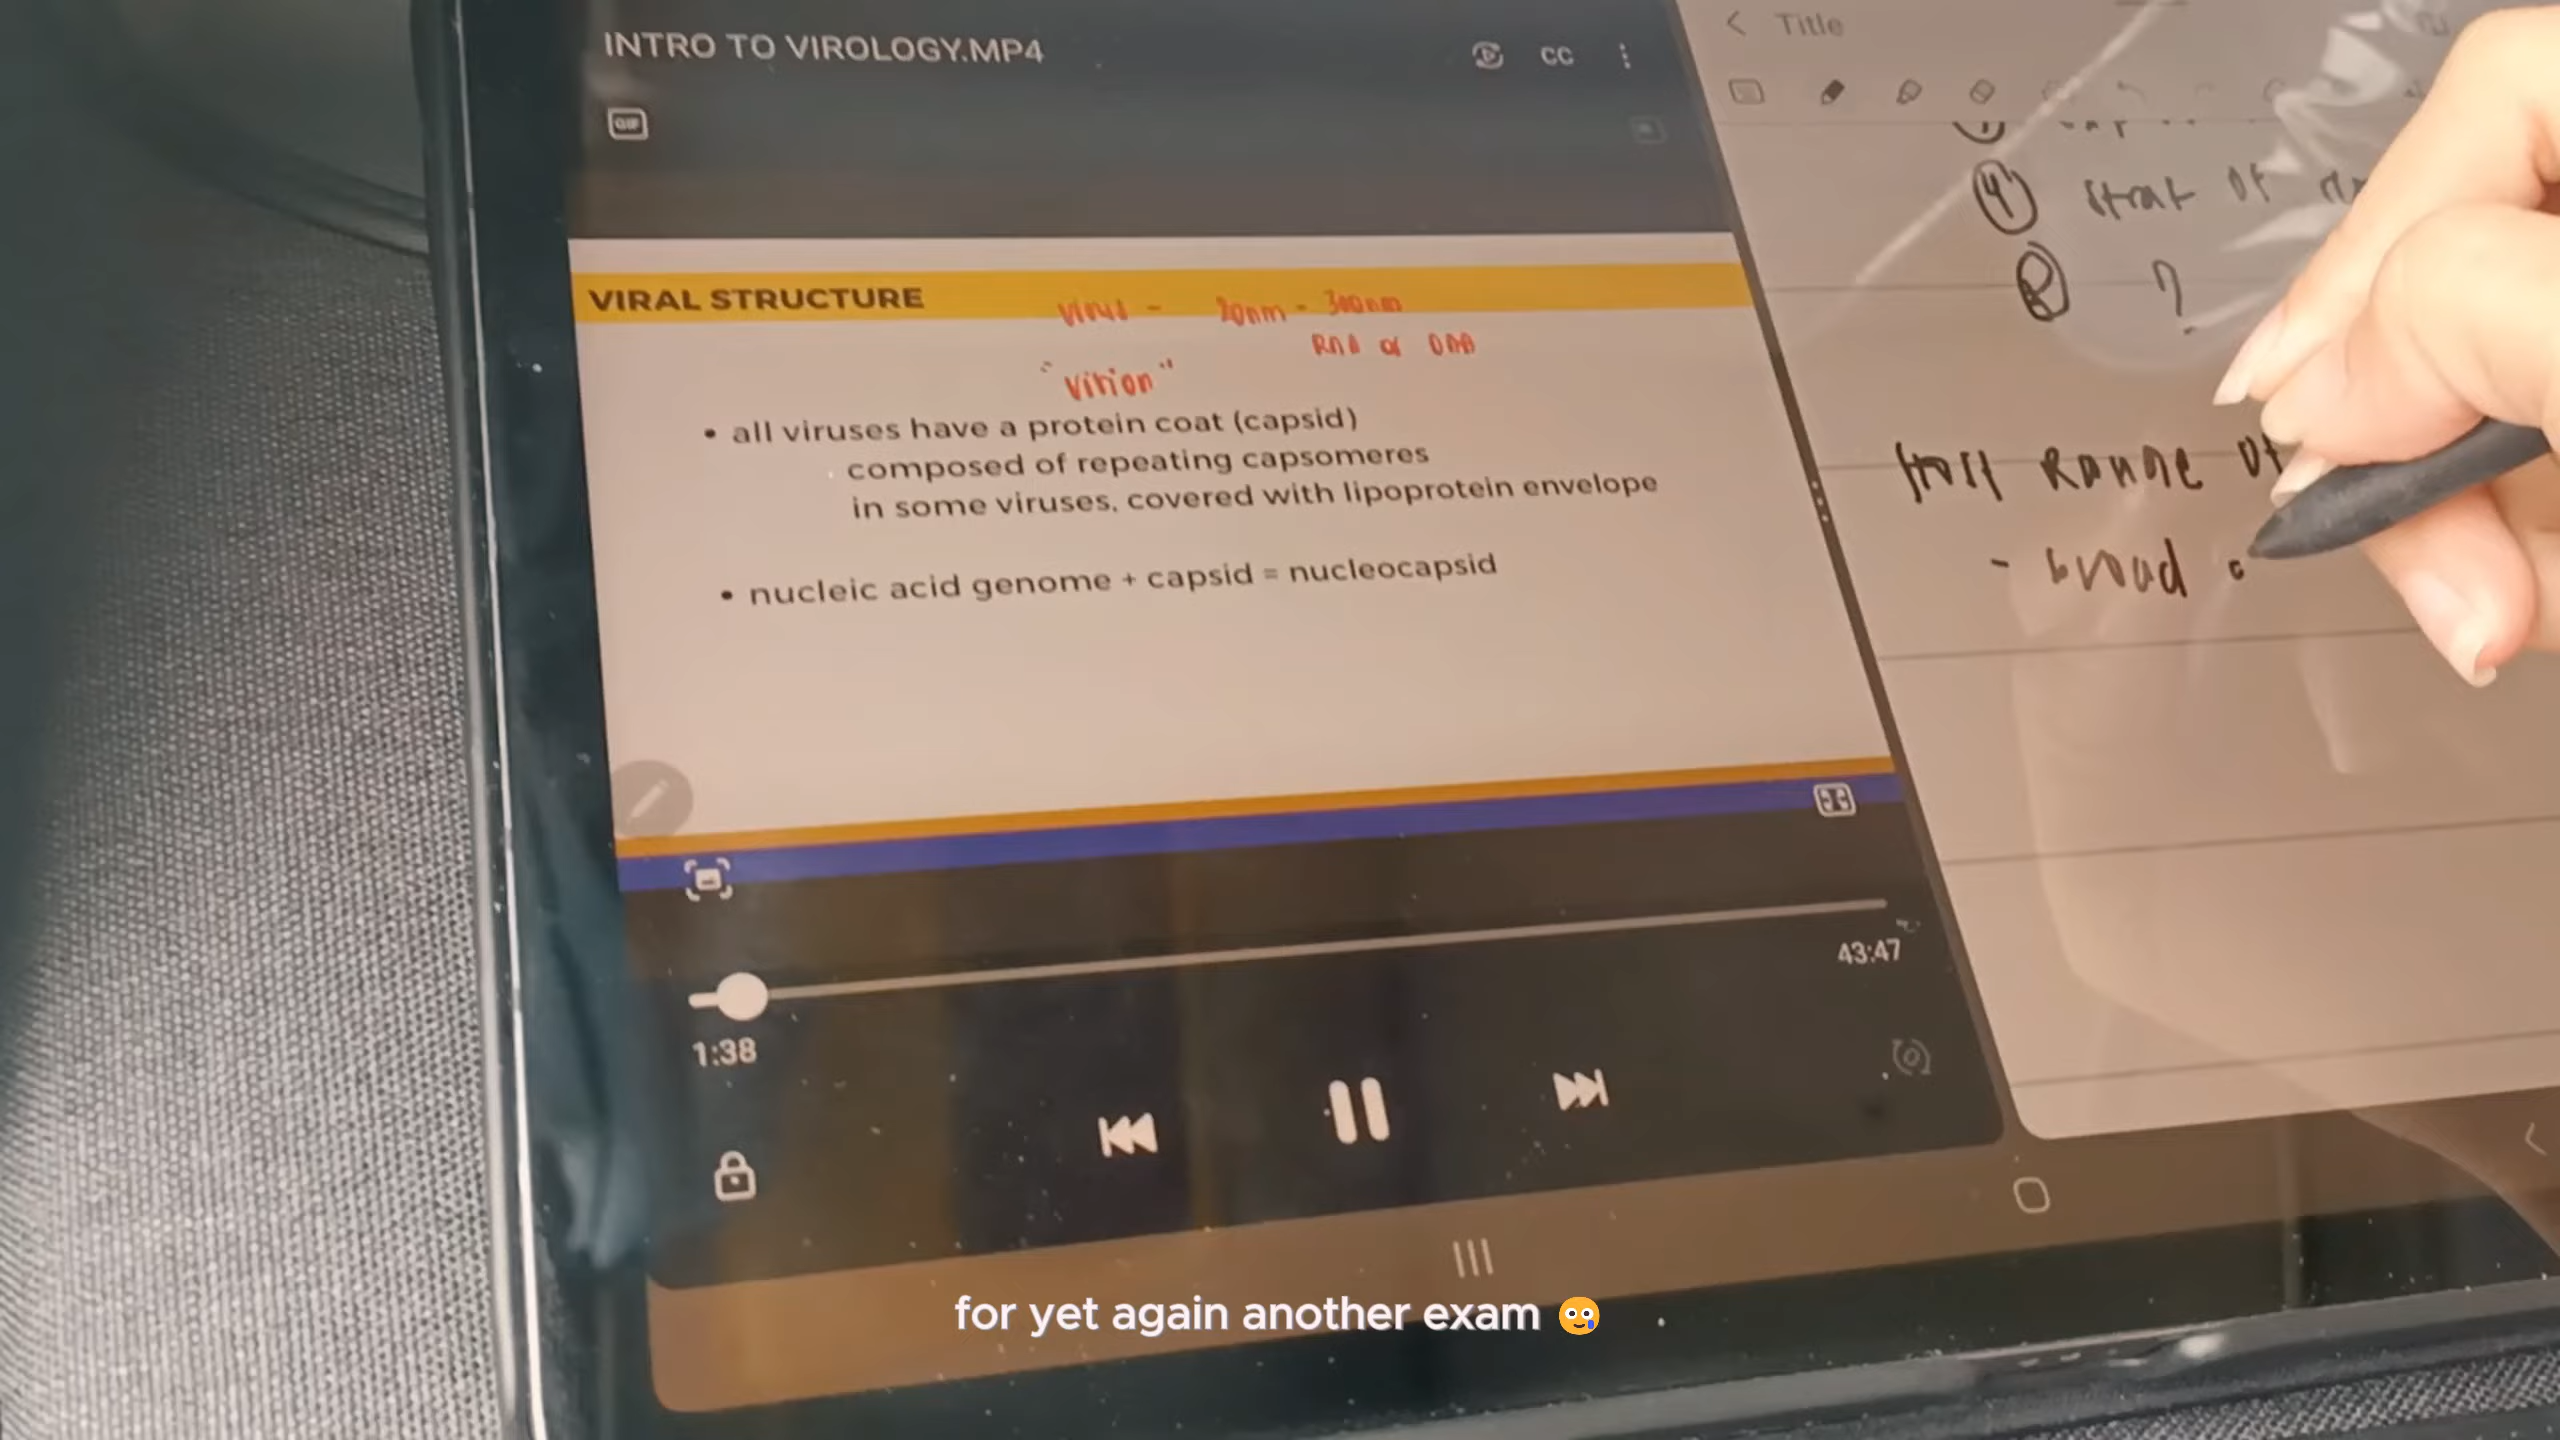 INTRO TO VIROLOGY.MP4
CC
GIF
VIRAL STRUCTURE
Virus - 20nm - 300nm
RNA or DNA
"Virion"
• all viruses have a protein coat (capsid)
composed of repeating capsomeres
in some viruses, covered with lipoprotein envelope
• nucleic acid genome + capsid = nucleocapsid
43:47
1:38
Title
4
of
?
Host Range of
- broad
for yet again another exam 🥲